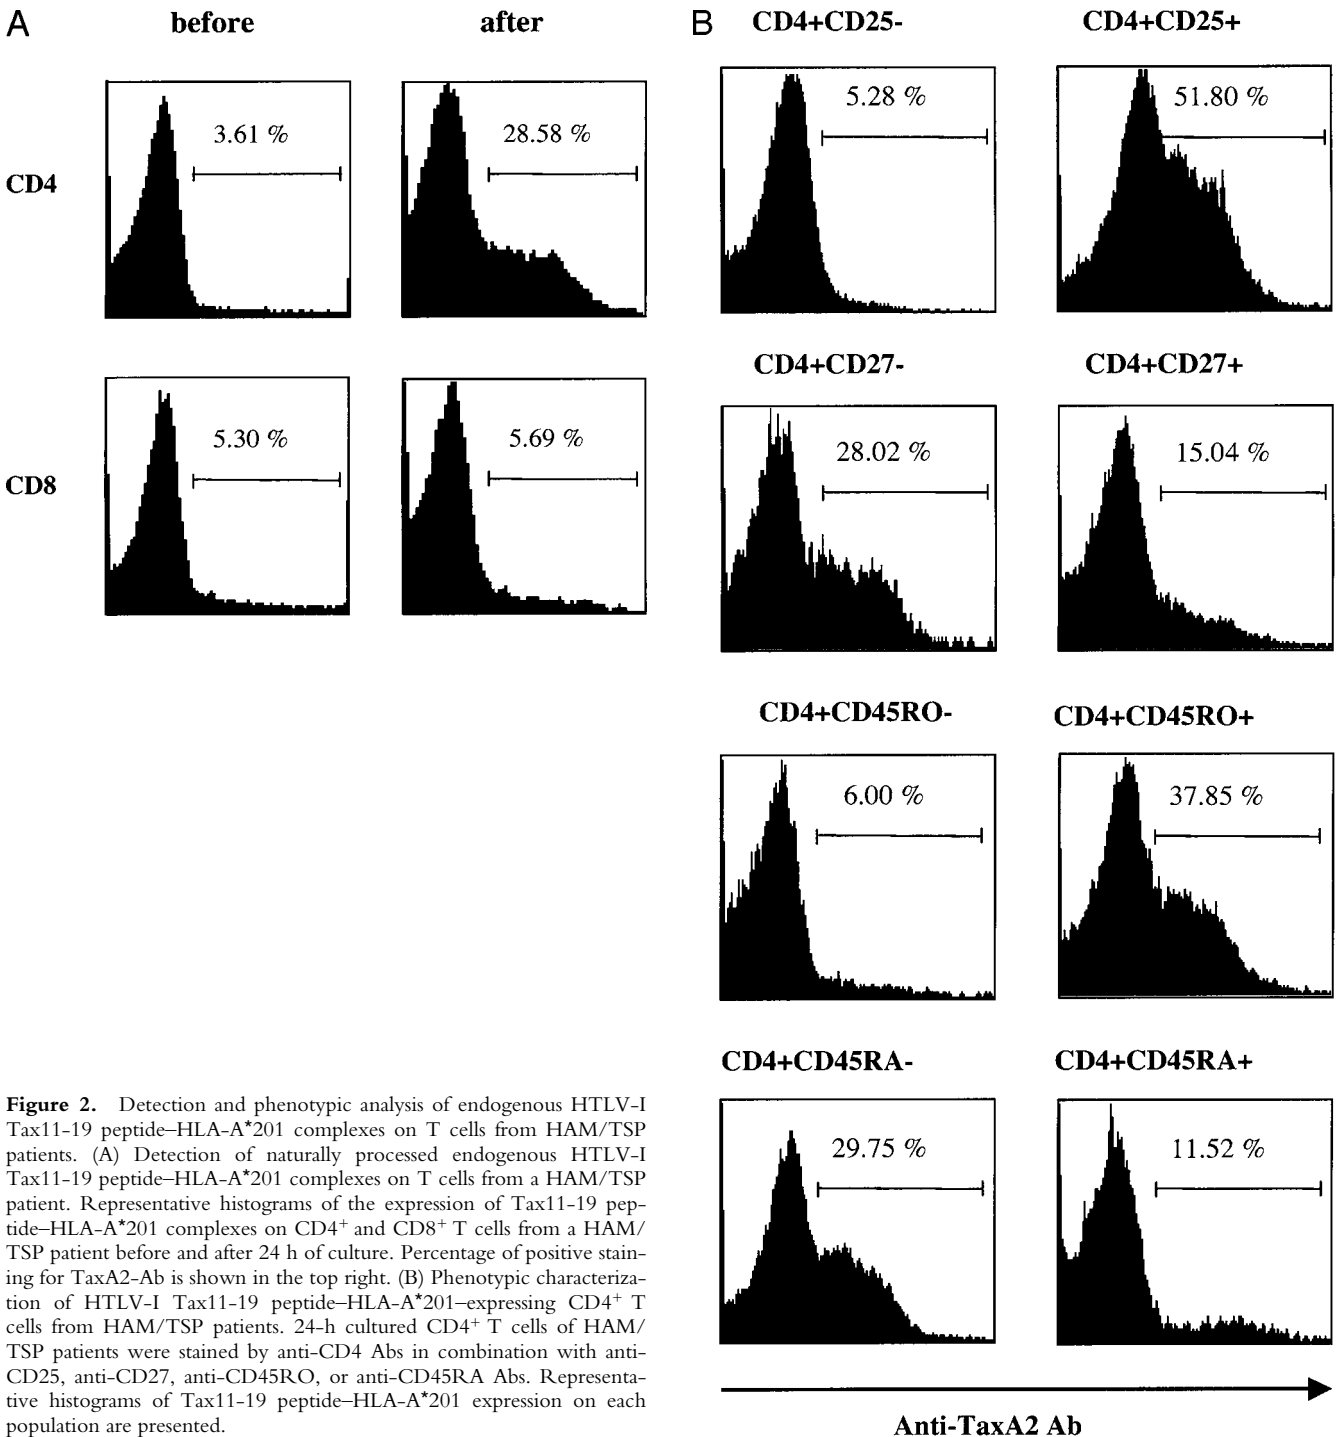 A
before
after
CD4
3.61 %
28.58 %
CD8
5.30 %
5.69 %
B
CD4+CD25-
CD4+CD25+
5.28 %
51.80 %
CD4+CD27-
CD4+CD27+
28.02 %
15.04 %
CD4+CD45RO-
CD4+CD45RO+
6.00 %
37.85 %
CD4+CD45RA-
CD4+CD45RA+
29.75 %
11.52 %
Anti-TaxA2 Ab
Figure 2. Detection and phenotypic analysis of endogenous HTLV-I
Tax11-19 peptide–HLA-A*201 complexes on T cells from HAM/TSP
patients. (A) Detection of naturally processed endogenous HTLV-I
Tax11-19 peptide–HLA-A*201 complexes on T cells from a HAM/TSP
patient. Representative histograms of the expression of Tax11-19 pep-
tide–HLA-A*201 complexes on CD4⁺ and CD8⁺ T cells from a HAM/
TSP patient before and after 24 h of culture. Percentage of positive stain-
ing for TaxA2-Ab is shown in the top right. (B) Phenotypic characteriza-
tion of HTLV-I Tax11-19 peptide–HLA-A*201–expressing CD4⁺ T
cells from HAM/TSP patients. 24-h cultured CD4⁺ T cells of HAM/
TSP patients were stained by anti-CD4 Abs in combination with anti-
CD25, anti-CD27, anti-CD45RO, or anti-CD45RA Abs. Representa-
tive histograms of Tax11-19 peptide–HLA-A*201 expression on each
population are presented.